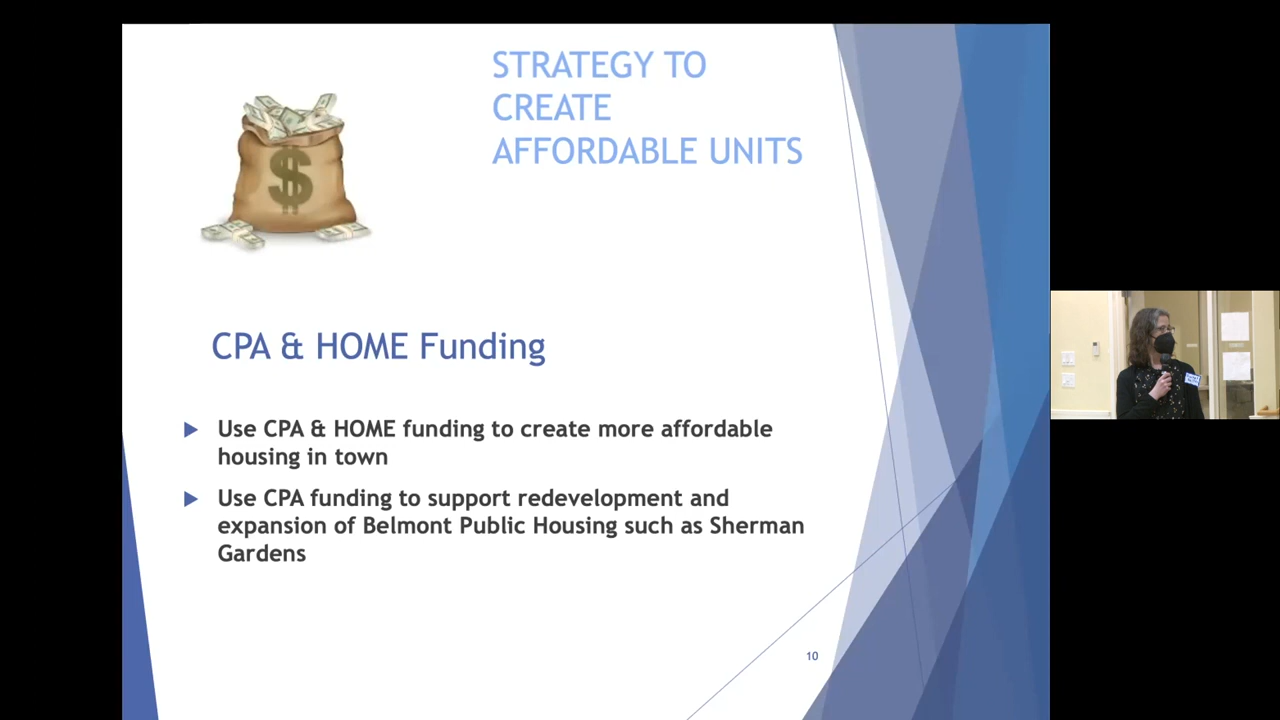 STRATEGY TO
CREATE
AFFORDABLE UNITS
$
CPA & HOME Funding
Use CPA & HOME funding to create more affordable
housing in town
Use CPA funding to support redevelopment and
expansion of Belmont Public Housing such as Sherman
Gardens
10